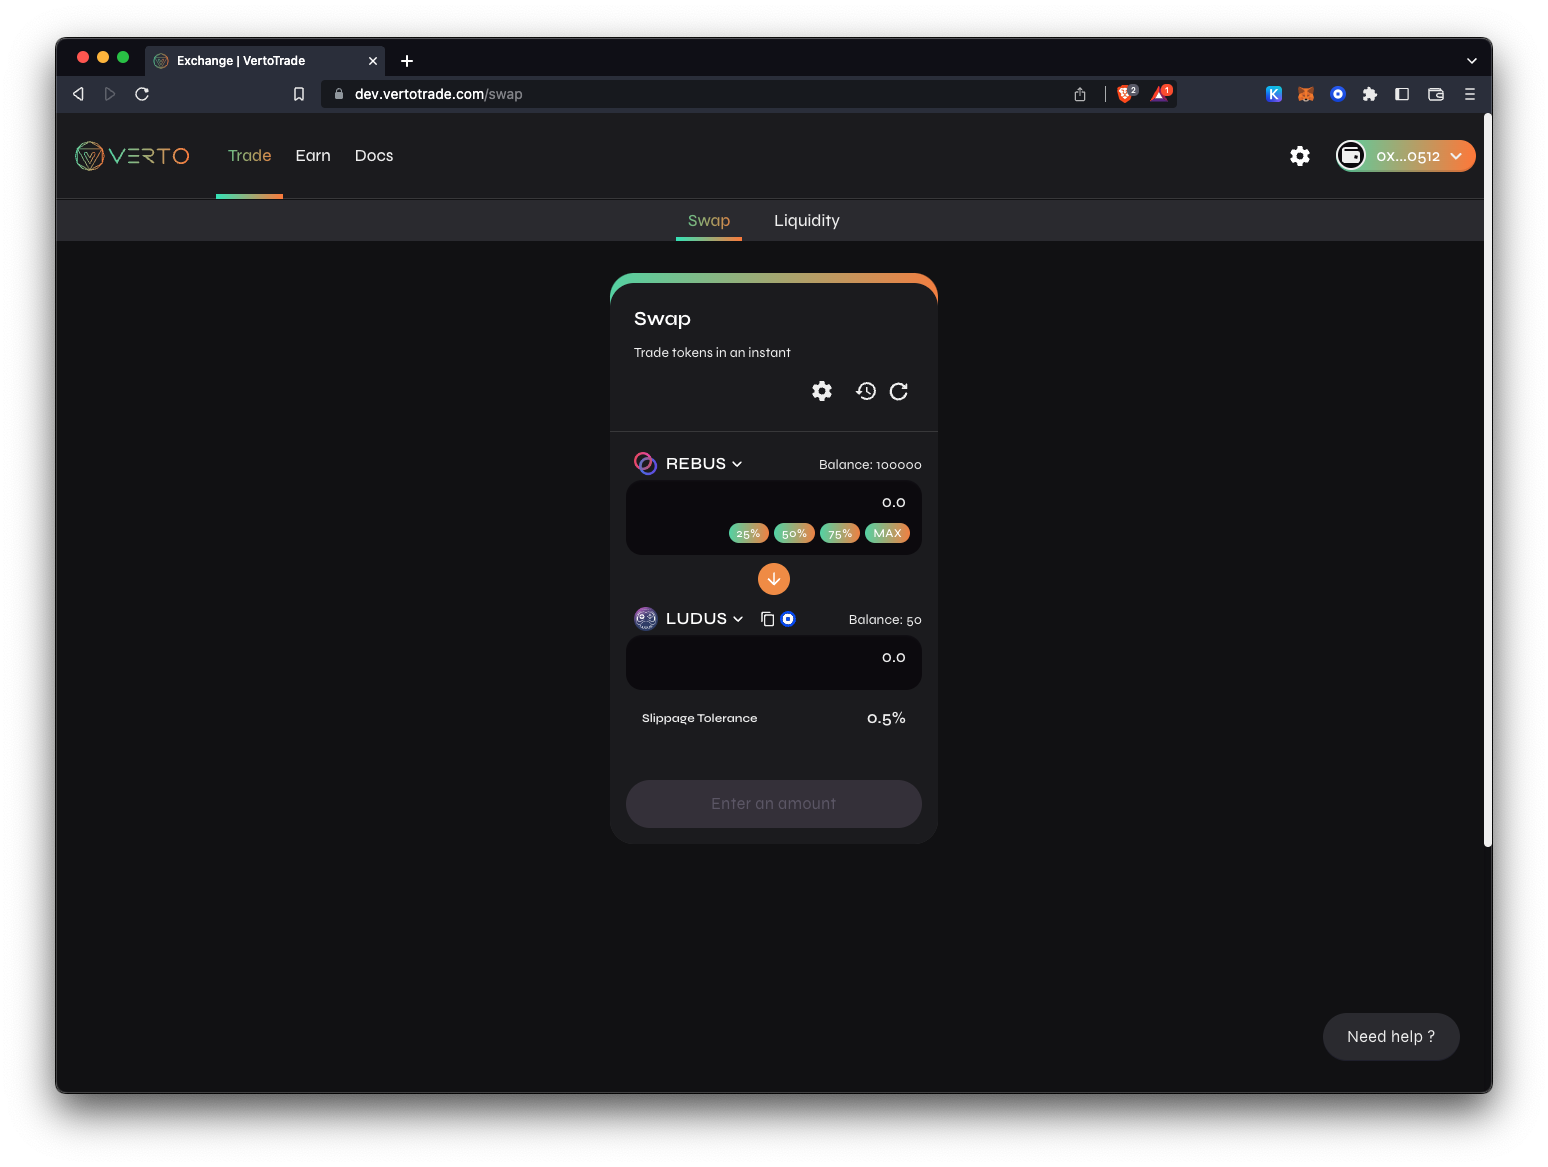 Exchange | VertoTrade
dev.vertotrade.com/swap
2
1
K
VERTO
Trade
Earn
Docs
0x...0512
Swap
Liquidity
Swap
Trade tokens in an instant
REBUS
Balance: 100000
0.0
25%
50%
75%
MAX
LUDUS
Balance: 50
0.0
Slippage Tolerance
0.5%
Enter an amount
Need help ?